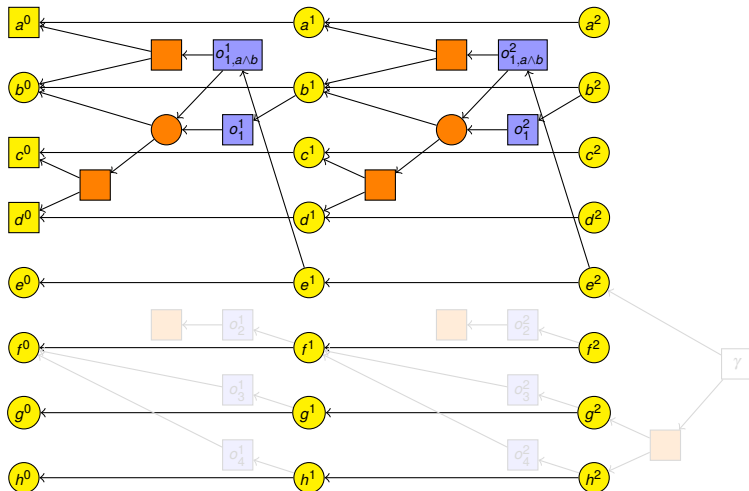 a⁰ a¹ a²
o¹₁,a∧b o²₁,a∧b
b⁰ b¹ b²
o¹₁ o²₁
c⁰ c¹ c²
d⁰ d¹ d²
e⁰ e¹ e²
o¹₂ o²₂
f⁰ f¹ f²
γ
o¹₃ o²₃
g⁰ g¹ g²
o¹₄ o²₄
h⁰ h¹ h²